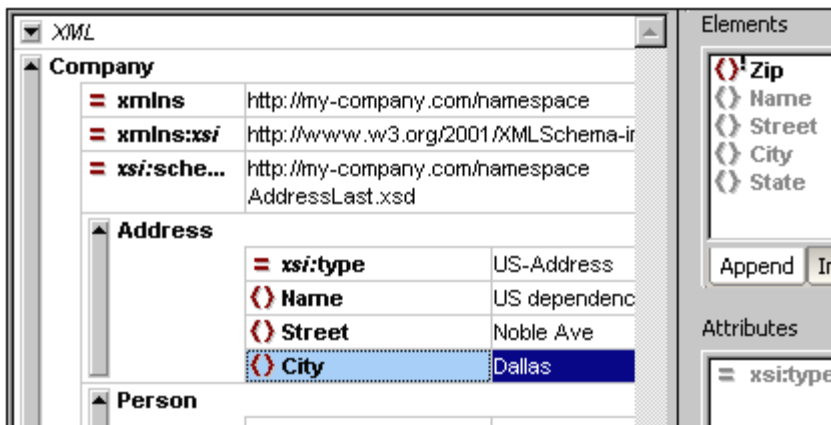 XML
Elements
Company
xmlns http://my-company.com/namespace
xmlns:xsi http://www.w3.org/2001/XMLSchema-in
xsi:sche... http://my-company.com/namespace
AddressLast.xsd
Zip
Name
Street
City
State
Address
xsi:type US-Address
Name US dependenc
Street Noble Ave
City Dallas
Person
Append
Attributes
= xsi:type